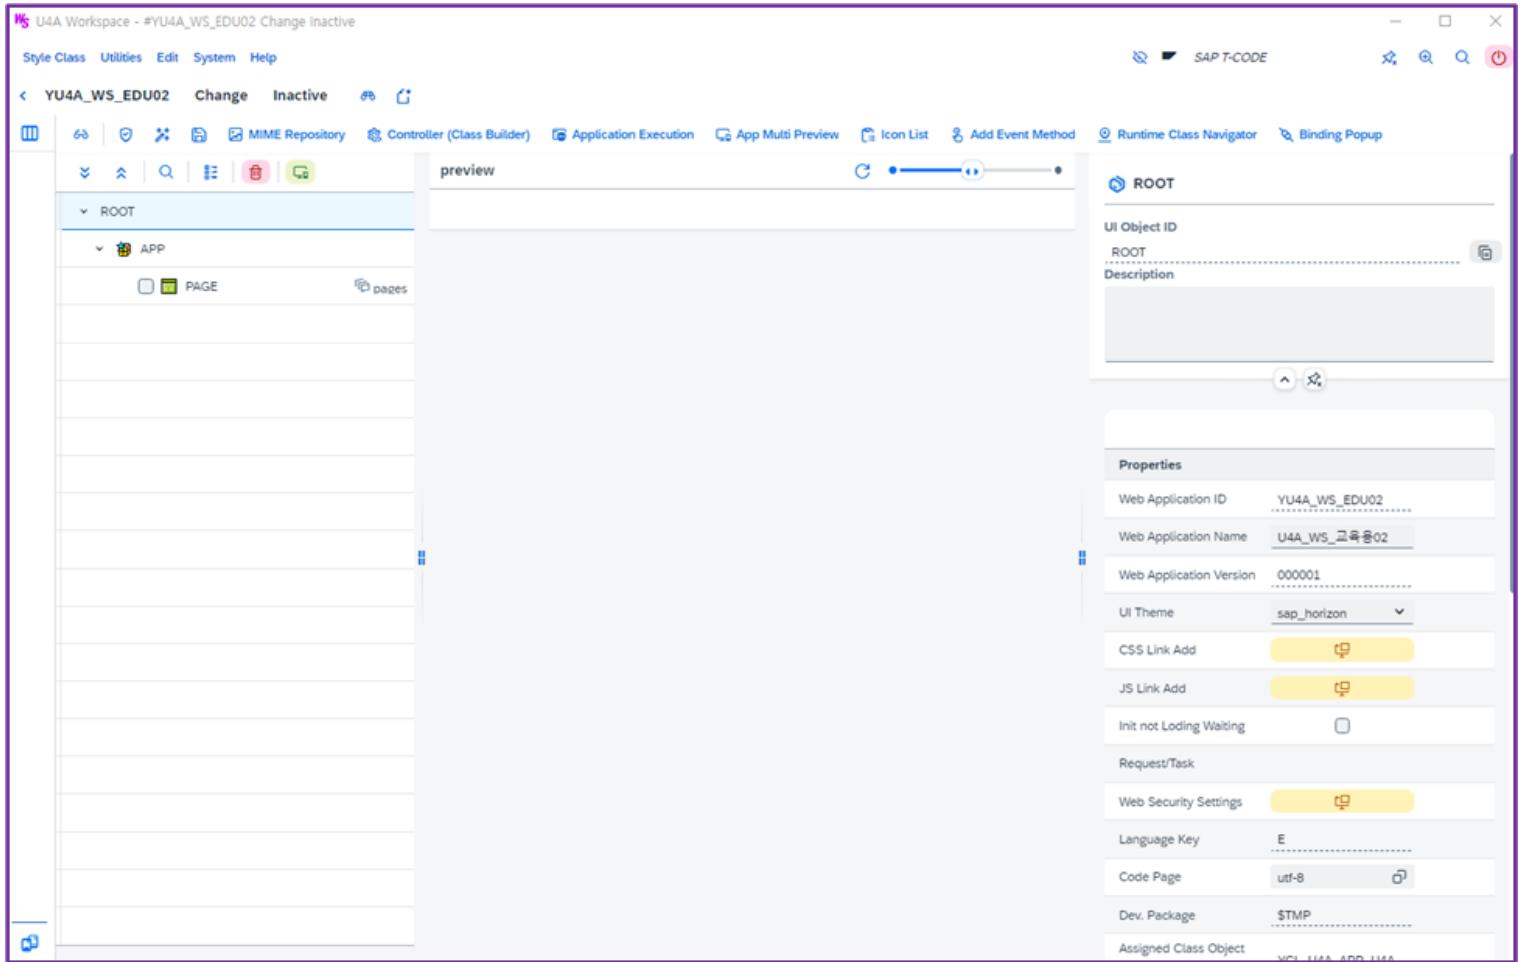 U4A Workspace - #YU4A_WS_EDU02 Change Inactive
Style Class Utilities Edit System Help SAP T-CODE
YU4A_WS_EDU02 Change Inactive
MIME Repository Controller (Class Builder) Application Execution App Multi Preview Icon List Add Event Method Runtime Class Navigator Binding Popup
preview
ROOT
APP
PAGE pages
ROOT
UI Object ID
ROOT
Description
Properties
Web Application ID YU4A_WS_EDU02
Web Application Name U4A_WS_교육용02
Web Application Version 000001
UI Theme sap_horizon
CSS Link Add
JS Link Add
Init not Loding Waiting
Request/Task
Web Security Settings
Language Key E
Code Page utf-8
Dev. Package $TMP
Assigned Class Object